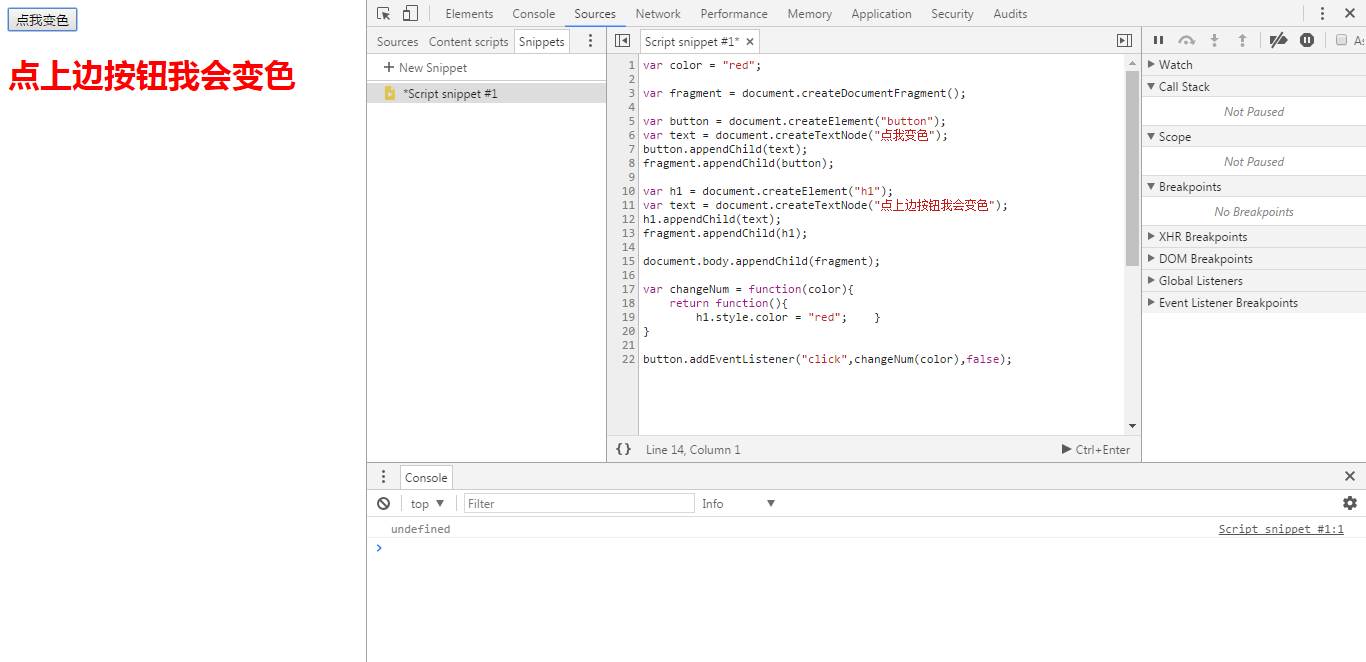 点我变色
点上边按钮我会变色
Elements Console Sources Network Performance Memory Application Security Audits
Sources Content scripts Snippets
Script snippet #1*
New Snippet
*Script snippet #1
1 var color = "red";
2
3 var fragment = document.createDocumentFragment();
4
5 var button = document.createElement("button");
6 var text = document.createTextNode("点我变色");
7 button.appendChild(text);
8 fragment.appendChild(button);
9
10 var h1 = document.createElement("h1");
11 var text = document.createTextNode("点上边按钮我会变色");
12 h1.appendChild(text);
13 fragment.appendChild(h1);
14
15 document.body.appendChild(fragment);
16
17 var changeNum = function(color){
18 return function(){
19 h1.style.color = "red"; }
20 }
21
22 button.addEventListener("click",changeNum(color),false);
{} Line 14, Column 1
Ctrl+Enter
Watch
Call Stack
Not Paused
Scope
Not Paused
Breakpoints
No Breakpoints
XHR Breakpoints
DOM Breakpoints
Global Listeners
Event Listener Breakpoints
Console
top Filter Info
undefined Script snippet #1:1